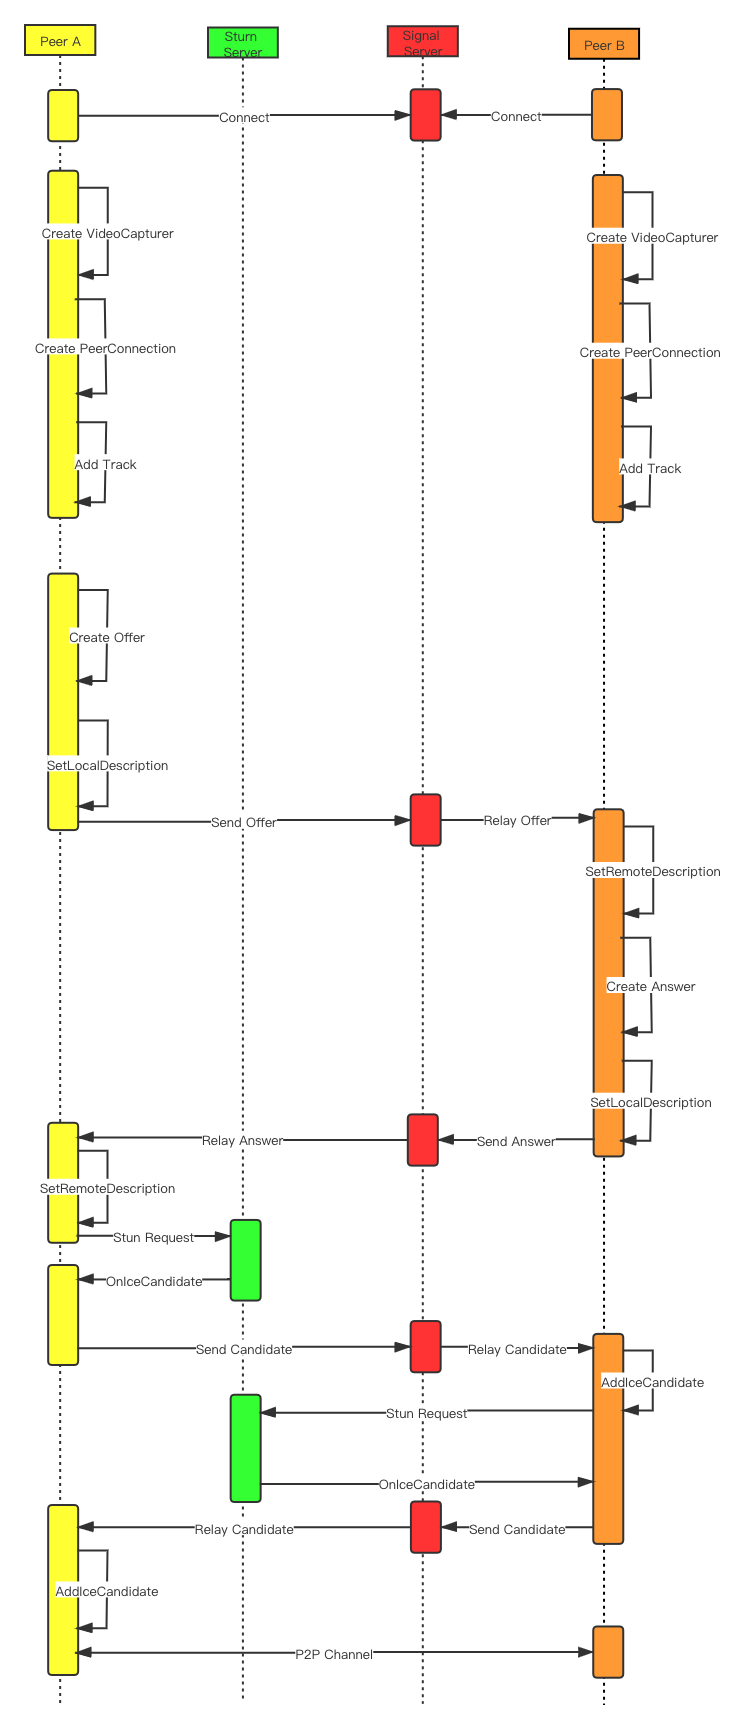 Peer A
Sturn
Server
Signal
Server
Peer B
Connect
Connect
Create VideoCapturer
Create VideoCapturer
Create PeerConnection
Create PeerConnection
Add Track
Add Track
Create Offer
SetLocalDescription
Send Offer
Relay Offer
SetRemoteDescription
Create Answer
SetLocalDescription
Relay Answer
Send Answer
SetRemoteDescription
Stun Request
OnIceCandidate
Send Candidate
Relay Candidate
AddIceCandidate
Stun Request
OnIceCandidate
Relay Candidate
Send Candidate
AddIceCandidate
P2P Channel